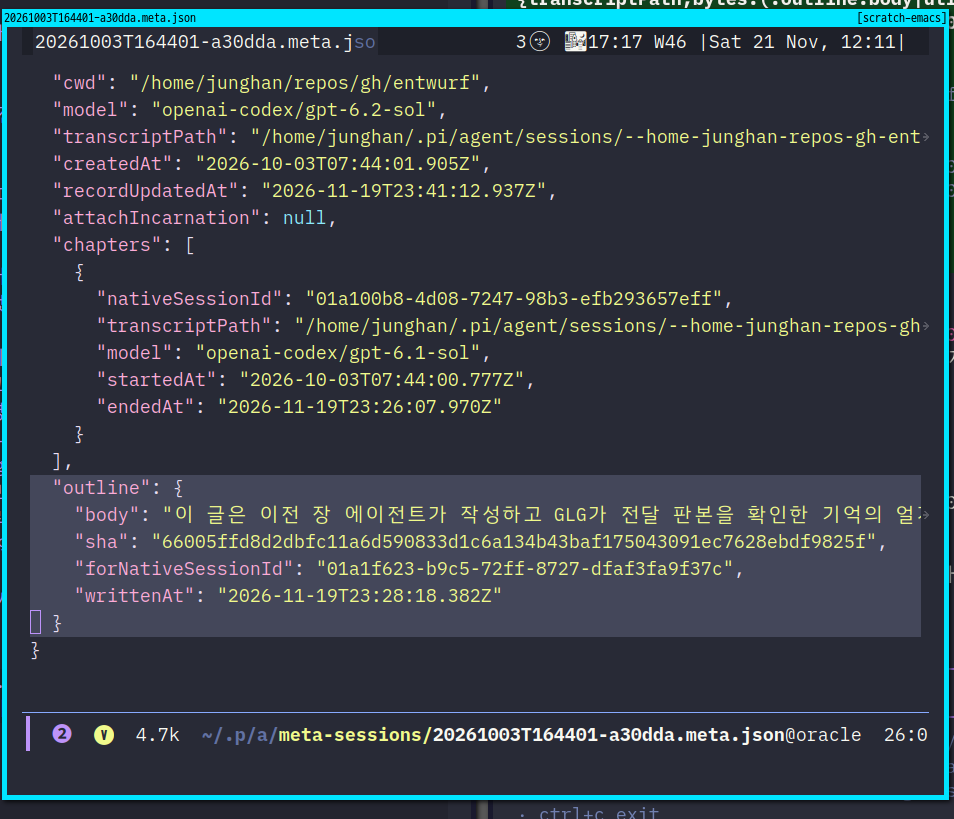 20261003T164401-a30dda.meta.json
[scratch-emacs]
20261003T164401-a30dda.meta.jso
3 17:17 W46 |Sat 21 Nov, 12:11|
"cwd": "/home/junghan/repos/gh/entwurf",
"model": "openai-codex/gpt-6.2-sol",
"transcriptPath": "/home/junghan/.pi/agent/sessions/--home-junghan-repos-gh-ent
"createdAt": "2026-10-03T07:44:01.905Z",
"recordUpdatedAt": "2026-11-19T23:41:12.937Z",
"attachIncarnation": null,
"chapters": [
{
"nativeSessionId": "01a100b8-4d08-7247-98b3-efb293657eff",
"transcriptPath": "/home/junghan/.pi/agent/sessions/--home-junghan-repos-gh
"model": "openai-codex/gpt-6.1-sol",
"startedAt": "2026-10-03T07:44:00.777Z",
"endedAt": "2026-11-19T23:26:07.970Z"
}
],
"outline": {
"body": "이 글은 이전 장 에이전트가 작성하고 GLG가 전달 판본을 확인한 기억의
"sha": "66005ffd8d2dbfc11a6d590833d1c6a134b43baf175043091ec7628ebdf9825f",
"forNativeSessionId": "01a1f623-b9c5-72ff-8727-dfaf3fa9f37c",
"writtenAt": "2026-11-19T23:28:18.382Z"
}
}
2 V 4.7k ~/.p/a/meta-sessions/20261003T164401-a30dda.meta.json@oracle 26:0
· ctrl+c exit